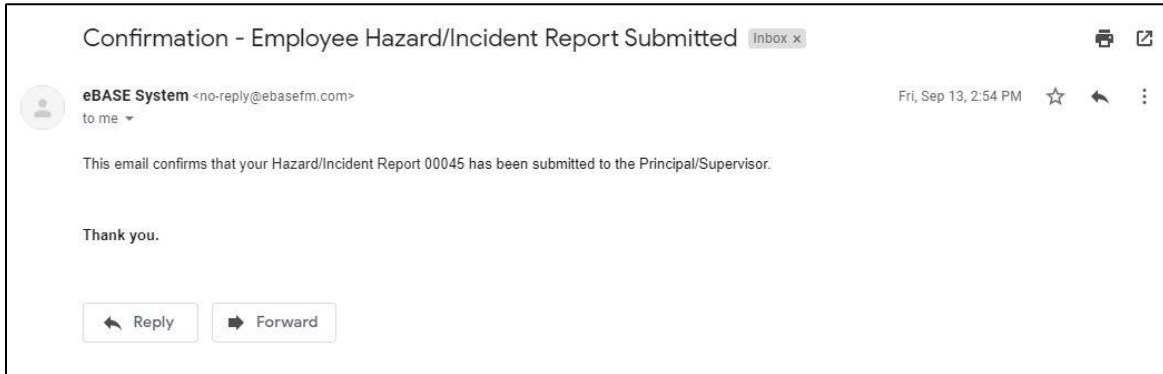 Confirmation - Employee Hazard/Incident Report Submitted Inbox x
eBASE System <no-reply@ebasefm.com> Fri, Sep 13, 2:54 PM
to me
This email confirms that your Hazard/Incident Report 00045 has been submitted to the Principal/Supervisor.
Thank you.
Reply Forward